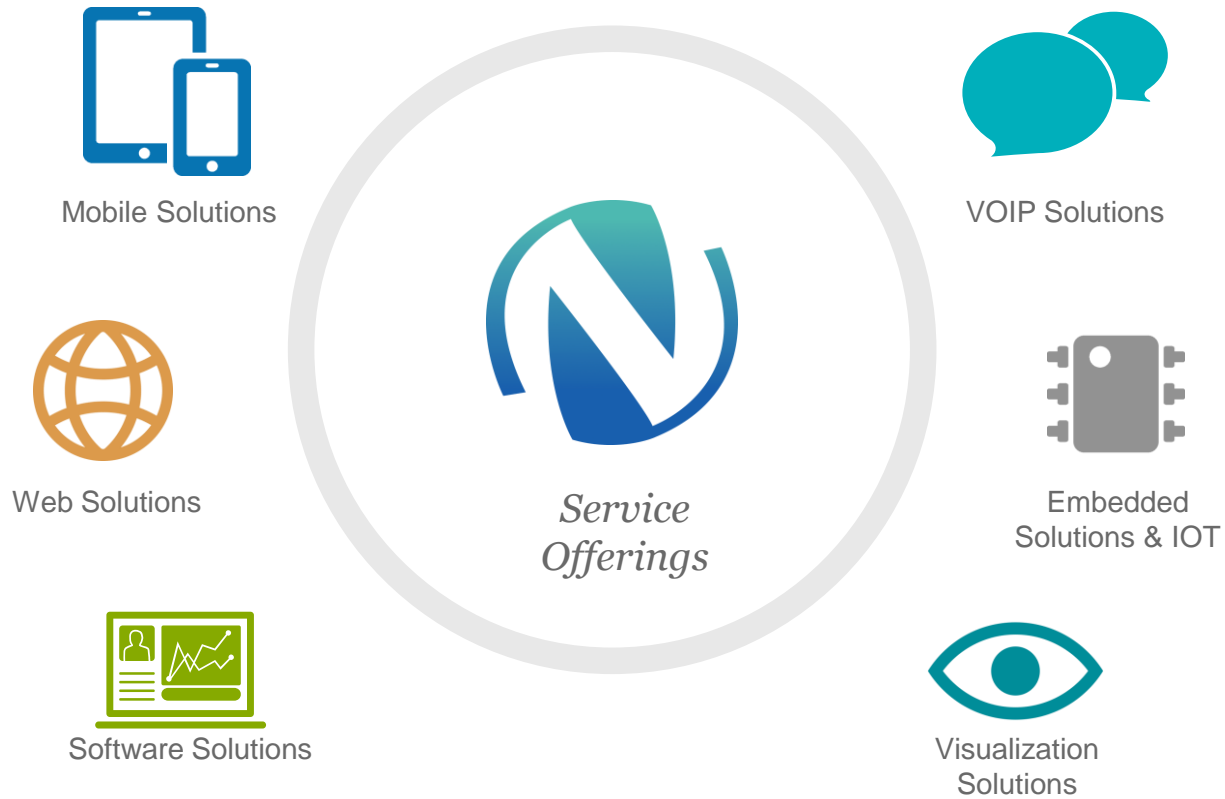 Mobile Solutions
VOIP Solutions
Web Solutions
Service
Offerings
Embedded
Solutions & IOT
Software Solutions
Visualization
Solutions